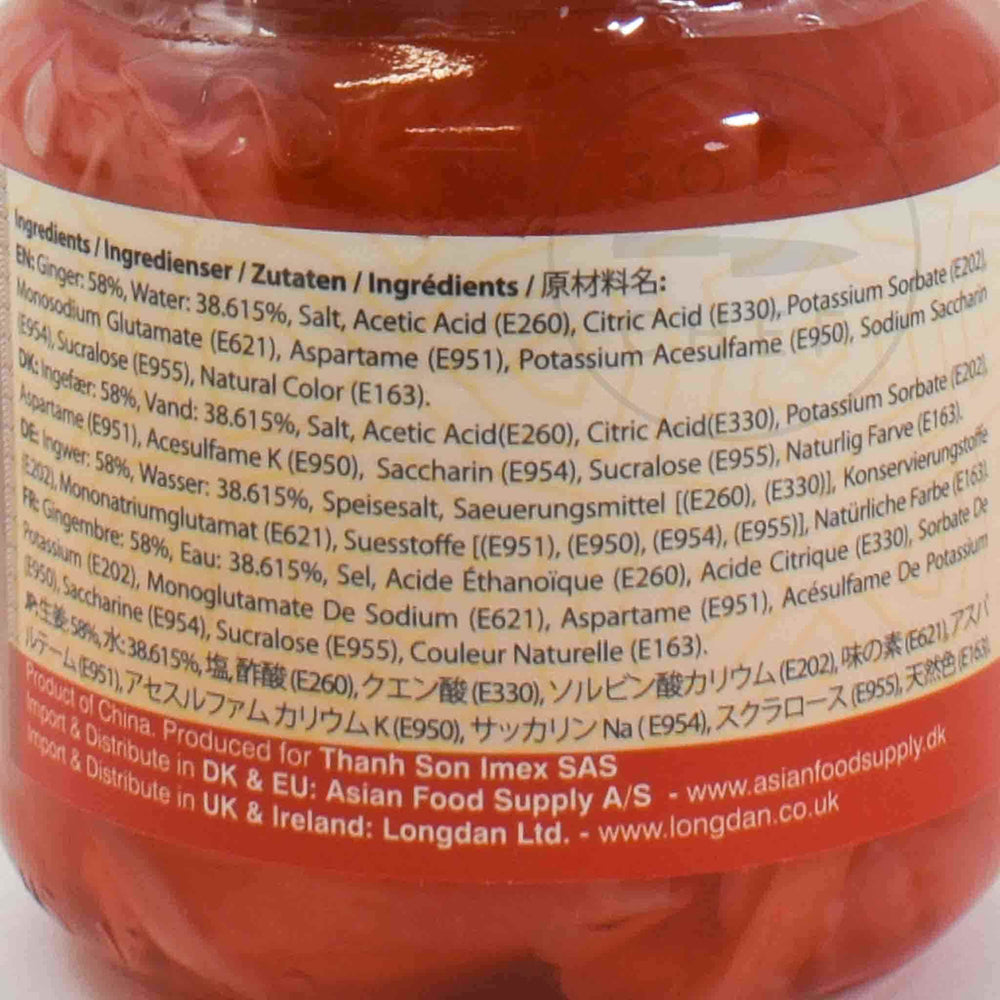 Ingredients / Ingredienser / Zutaten / Ingrédients / 原材料名:
EN: Ginger: 58%, Water: 38.615%, Salt, Acetic Acid (E260), Citric Acid (E330), Potassium Sorbate (E202),
Monosodium Glutamate (E621), Aspartame (E951), Potassium Acesulfame (E950), Sodium Saccharin
(E954), Sucralose (E955), Natural Color (E163).
DK: Ingefær: 58%, Vand: 38.615%, Salt, Acetic Acid(E260), Citric Acid(E330), Potassium Sorbate (E202),
Aspartame (E951), Acesulfame K (E950), Saccharin (E954), Sucralose (E955), Naturlig Farve (E163).
DE: Ingwer: 58%, Wasser: 38.615%, Speisesalt, Saeuerungsmittel [(E260), (E330)], Konservierungstoffe
(E202), Mononatriumglutamat (E621), Suesstoffe [(E951), (E950), (E954), (E955)], Natürliche Farbe (E163).
FR: Gingembre: 58%, Eau: 38.615%, Sel, Acide Éthanoïque (E260), Acide Citrique (E330), Sorbate De
Potassium (E202), Monoglutamate De Sodium (E621), Aspartame (E951), Acésulfame De Potassium
(E950), Saccharine (E954), Sucralose (E955), Couleur Naturelle (E163).
JP: 生姜: 58%, 水: 38.615%, 塩, 酢酸 (E260), クエン酸 (E330), ソルビン酸カリウム (E202), 味の素 (E621), アスパ
ルテーム (E951), アセスルファム カリウム K (E950), サッカリン Na (E954), スクラロース (E955), 天然色 (E163)
Product of China. Produced for Thanh Son Imex SAS
Import & Distribute in DK & EU: Asian Food Supply A/S - www.asianfoodsupply.dk
Import & Distribute in UK & Ireland: Longdan Ltd. - www.longdan.co.uk